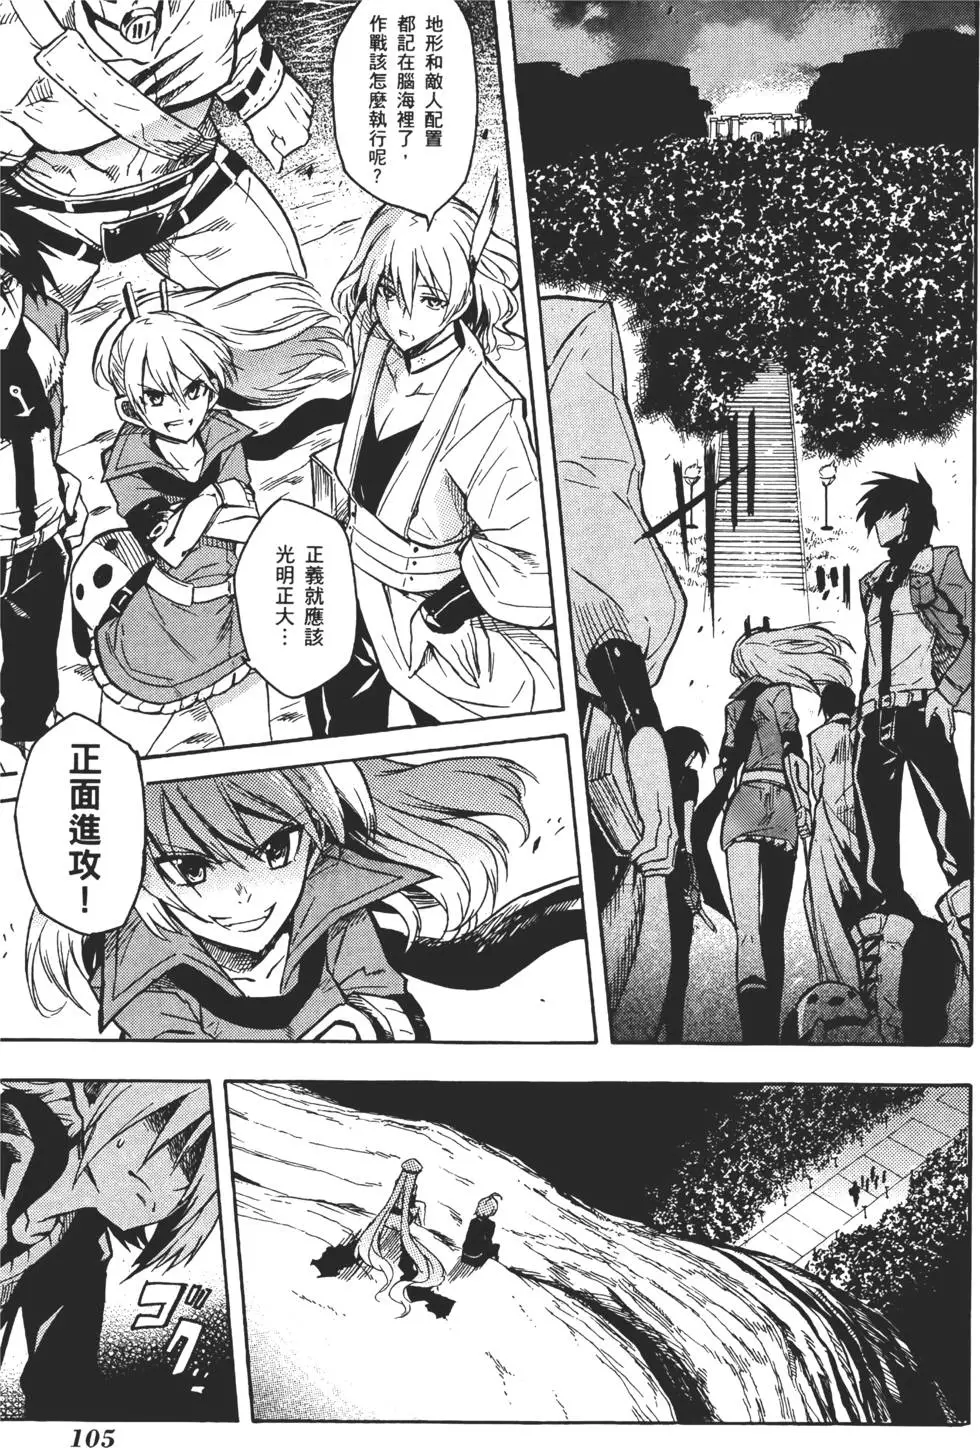 地形和敵人配置
都記在腦海裡了，
作戰該怎麼執行呢？
正義就應該
光明正大…
正面進攻！
ゴクッ
105